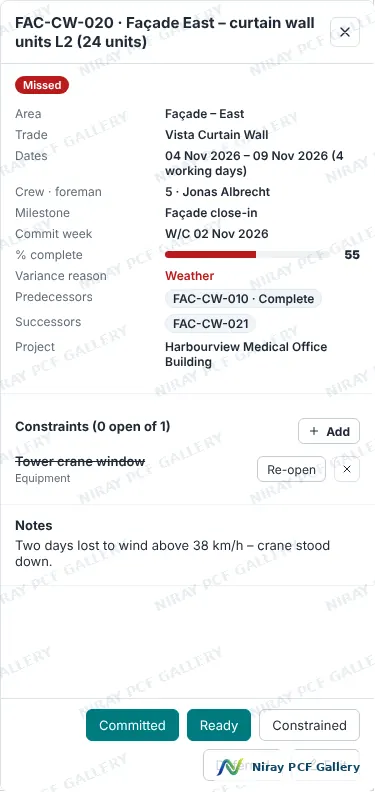 FAC-CW-020 · Façade East – curtain wall
units L2 (24 units)
Missed
Area Façade – East
Trade Vista Curtain Wall
Dates 04 Nov 2026 – 09 Nov 2026 (4
working days)
Crew · foreman 5 · Jonas Albrecht
Milestone Façade close-in
Commit week W/C 02 Nov 2026
% complete 55
Variance reason Weather
Predecessors FAC-CW-010 · Complete
Successors FAC-CW-021
Project Harbourview Medical Office
Building
Constraints (0 open of 1) + Add
Tower crane window Re-open
Equipment
Notes
Two days lost to wind above 38 km/h – crane stood
down.
Committed Ready Constrained
Niray PCF Gallery
NIRAY PCF GALLERY